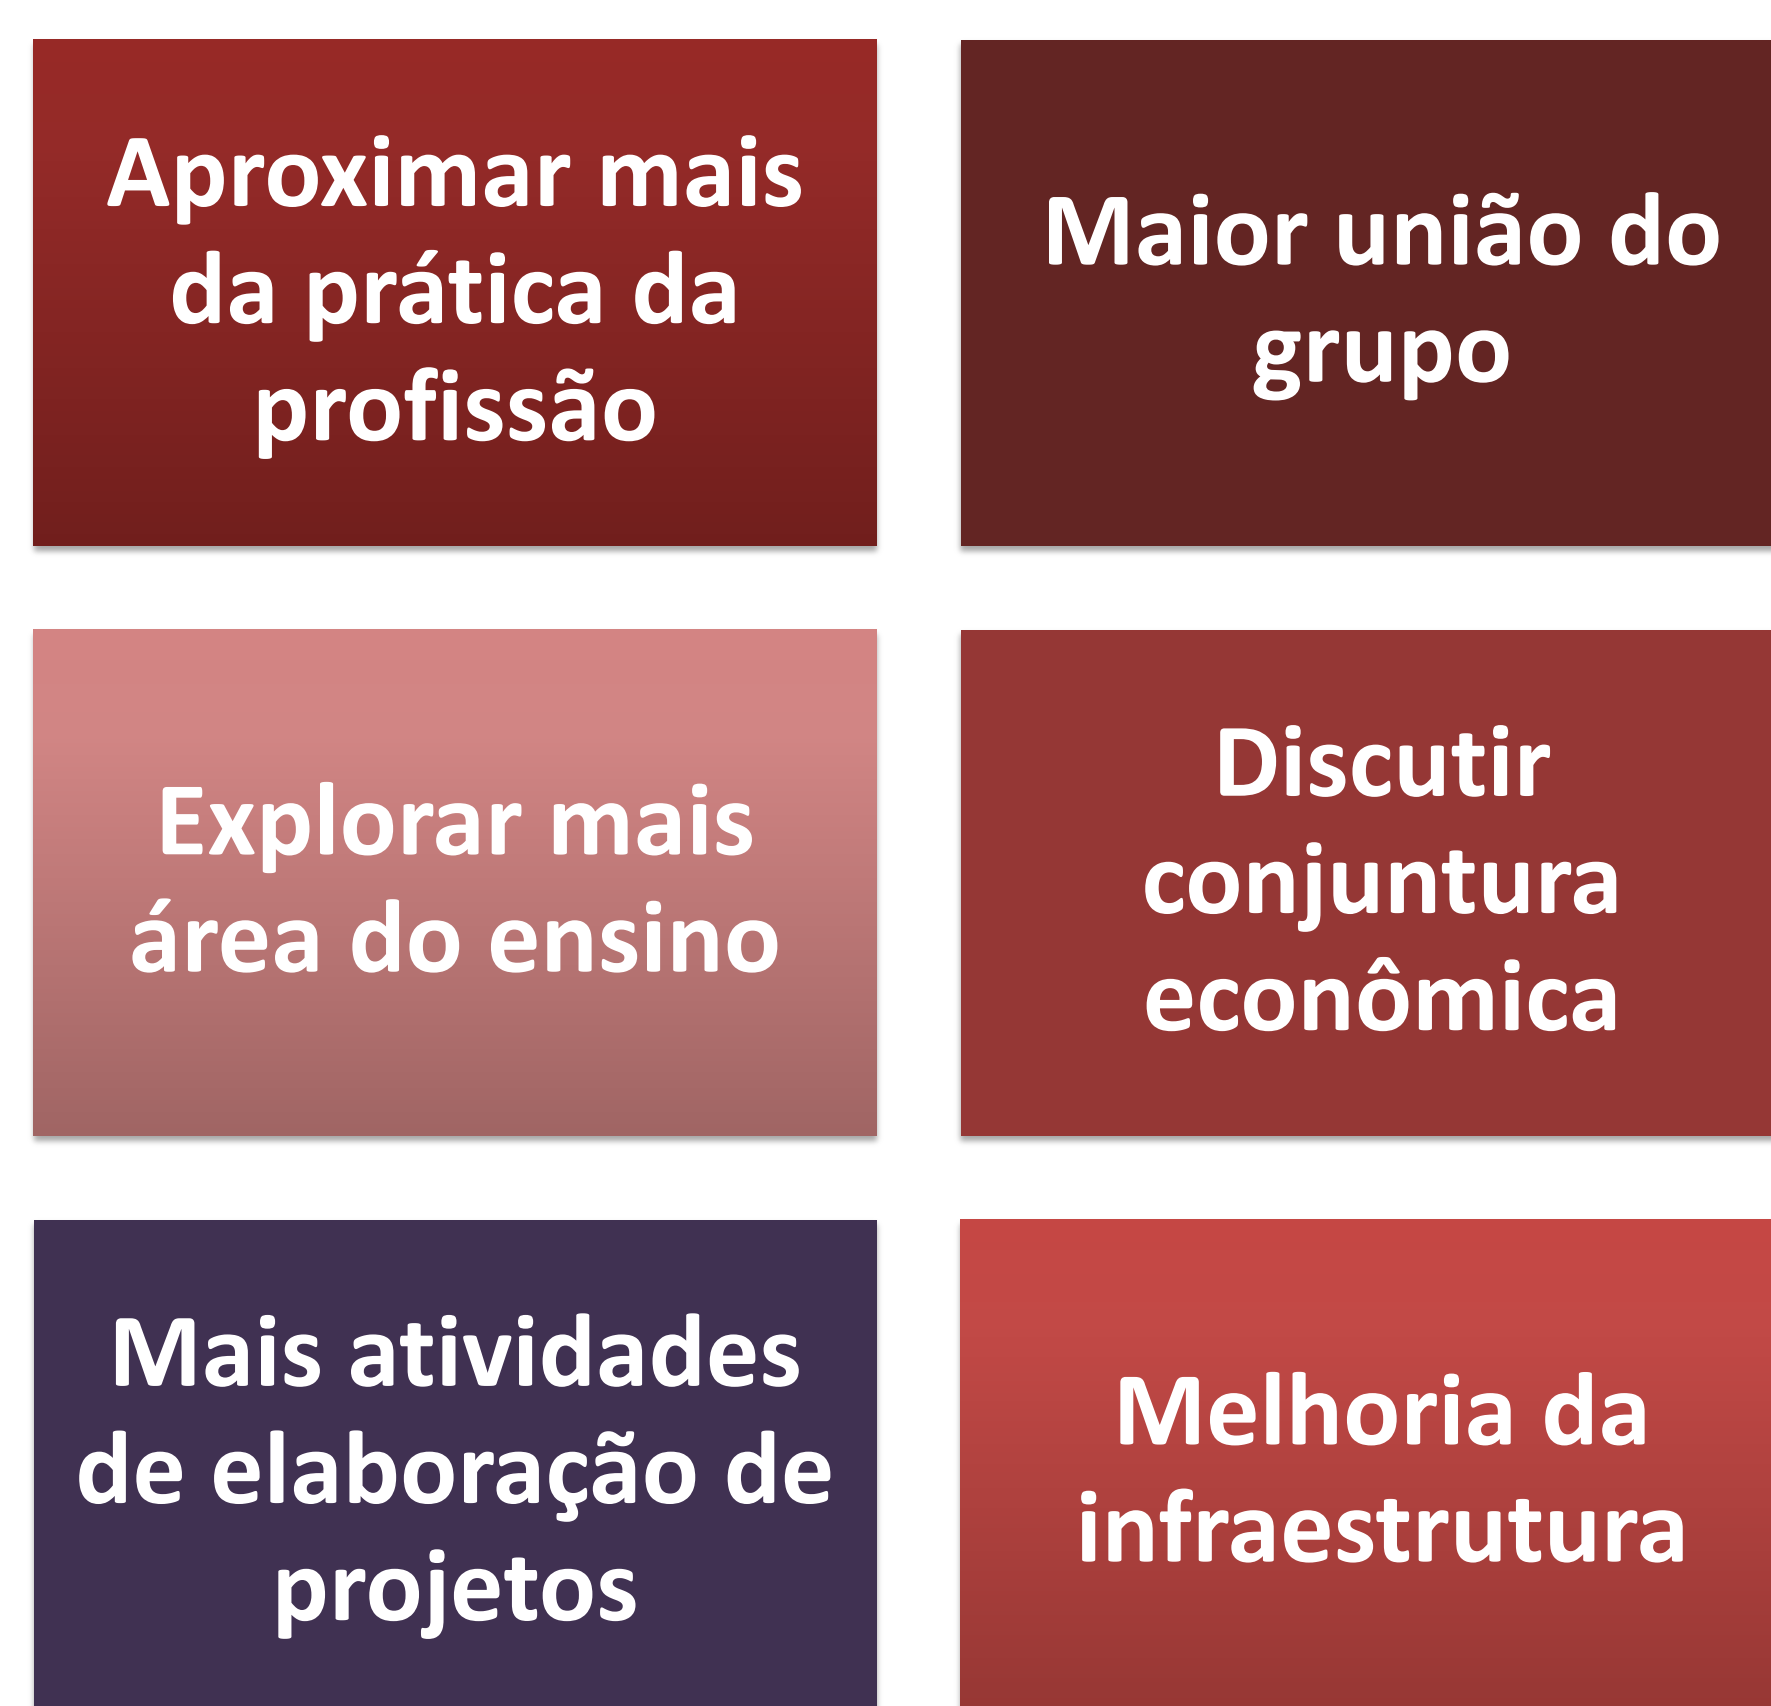 Aproximar mais
da prática da
profissão
Maior união do
grupo
Explorar mais
área do ensino
Discutir
conjuntura
econômica
Mais atividades
de elaboração de
projetos
Melhoria da
infraestrutura